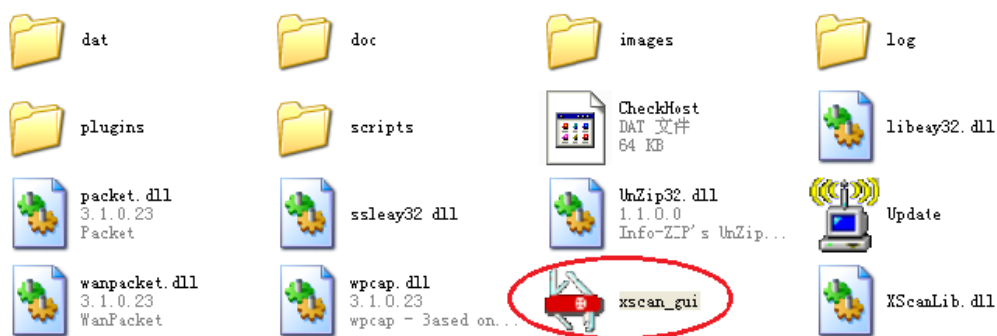 dat
doc
images
log
plugins
scripts
CheckHost
DAT 文件
64 KB
libeay32.dll
packet.dll
3.1.0.23
Packet
ssleay32 dll
UnZip32.dll
1.1.0.0
Info-ZIP's UnZip...
Update
wanpacket.dll
3.1.0.23
WanPacket
wpcap.dll
3.1.0.23
wpcap - Based on...
xscan_gui
XScanLib.dll